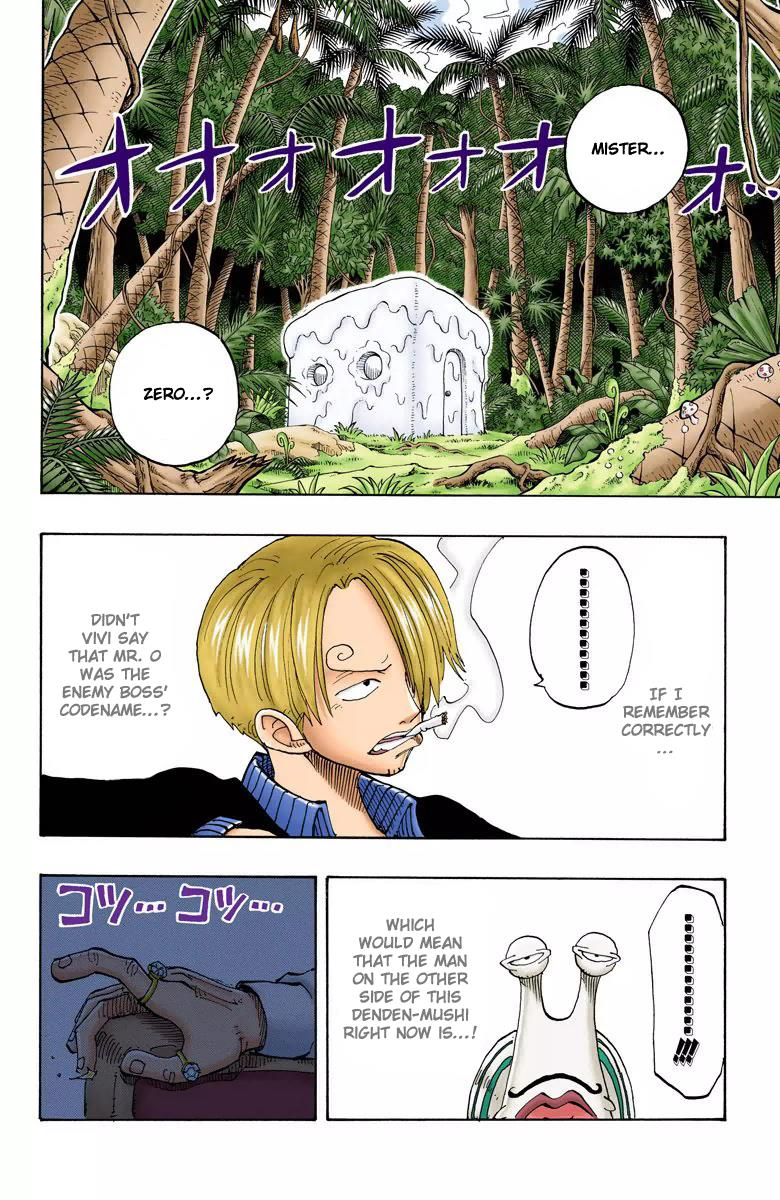 MISTER...
オオオオオオオ...
ZERO...?
IF I
REMEMBER
CORRECTLY
...
DIDN'T
VIVI SAY
THAT MR. 0
WAS THE
ENEMY BOSS'
CODENAME...?
WHICH
WOULD MEAN
THAT THE MAN
ON THE OTHER
SIDE OF THIS
DENDEN-MUSHI
RIGHT NOW IS...!
コツ... コツ...